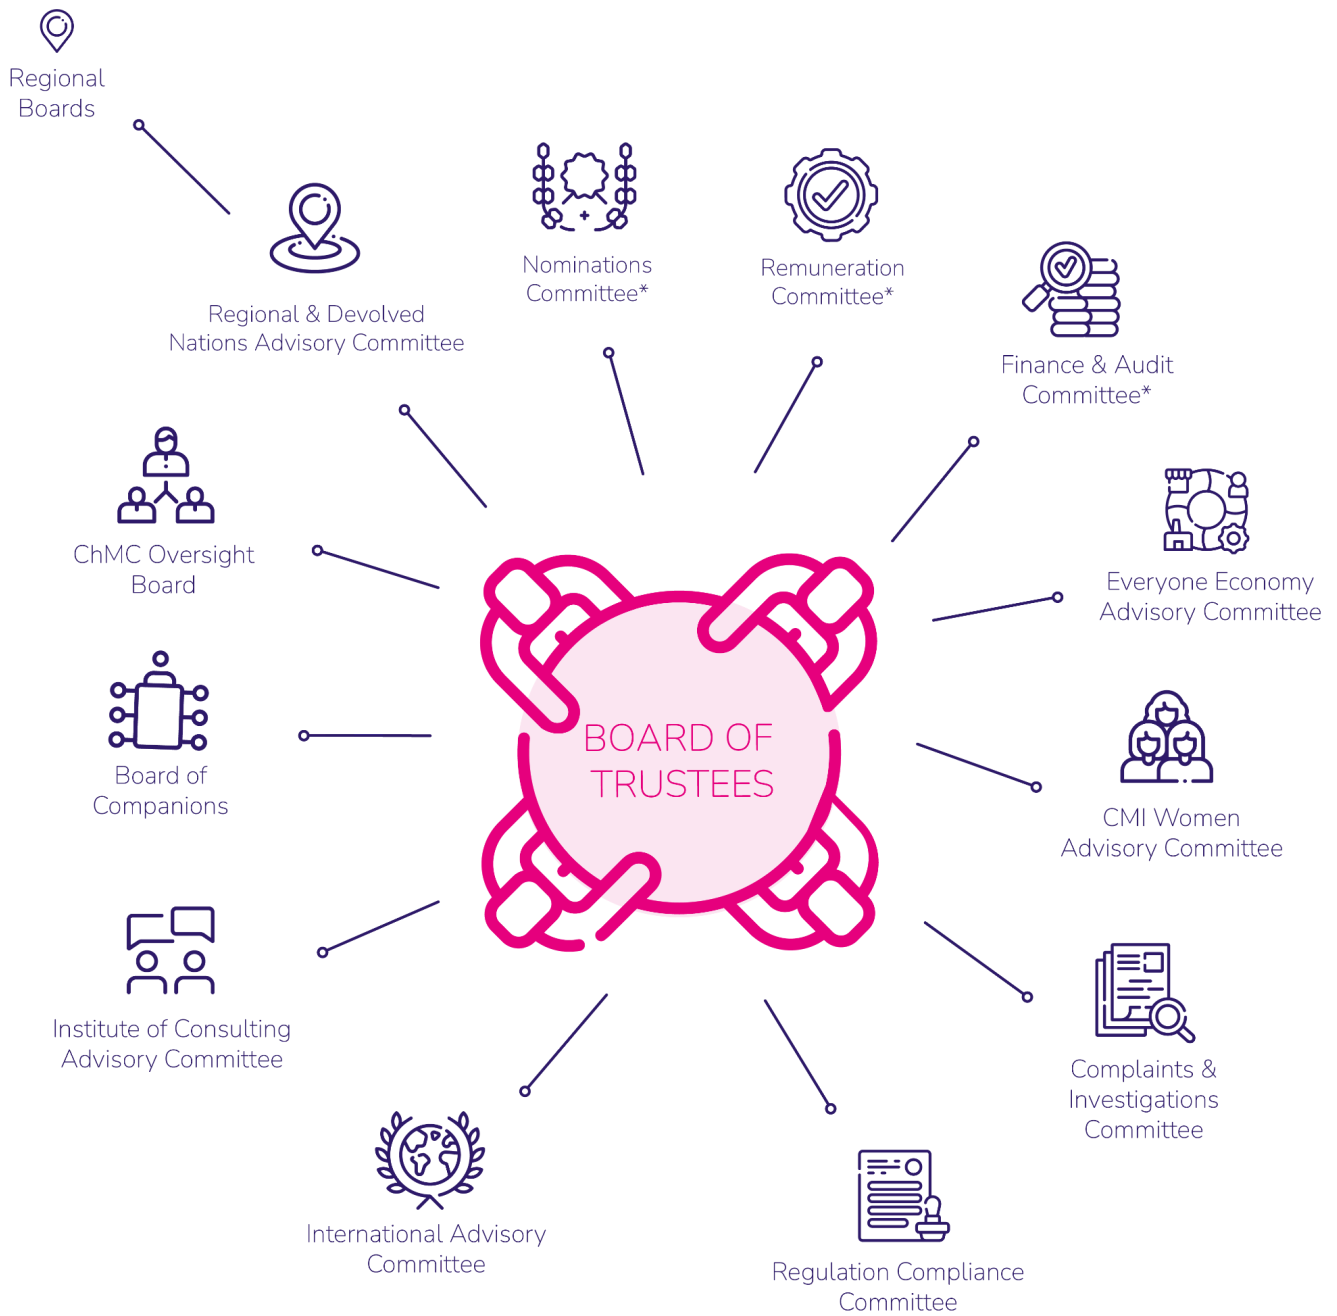 Regional
Boards
Regional & Devolved
Nations Advisory Committee
Nominations
Committee*
Remuneration
Committee*
Finance & Audit
Committee*
ChMC Oversight
Board
Everyone Economy
Advisory Committee
Board of
Companions
BOARD OF
TRUSTEES
CMI Women
Advisory Committee
Institute of Consulting
Advisory Committee
Complaints &
Investigations
Committee
International Advisory
Committee
Regulation Compliance
Committee